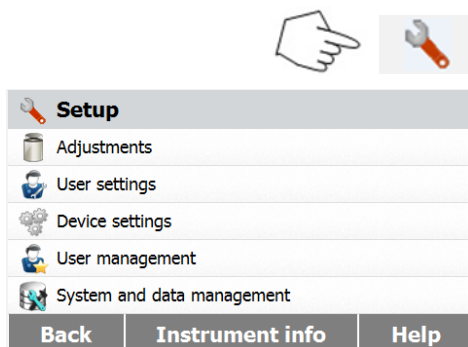 Setup
Adjustments
User settings
Device settings
User management
System and data management
Back Instrument info Help